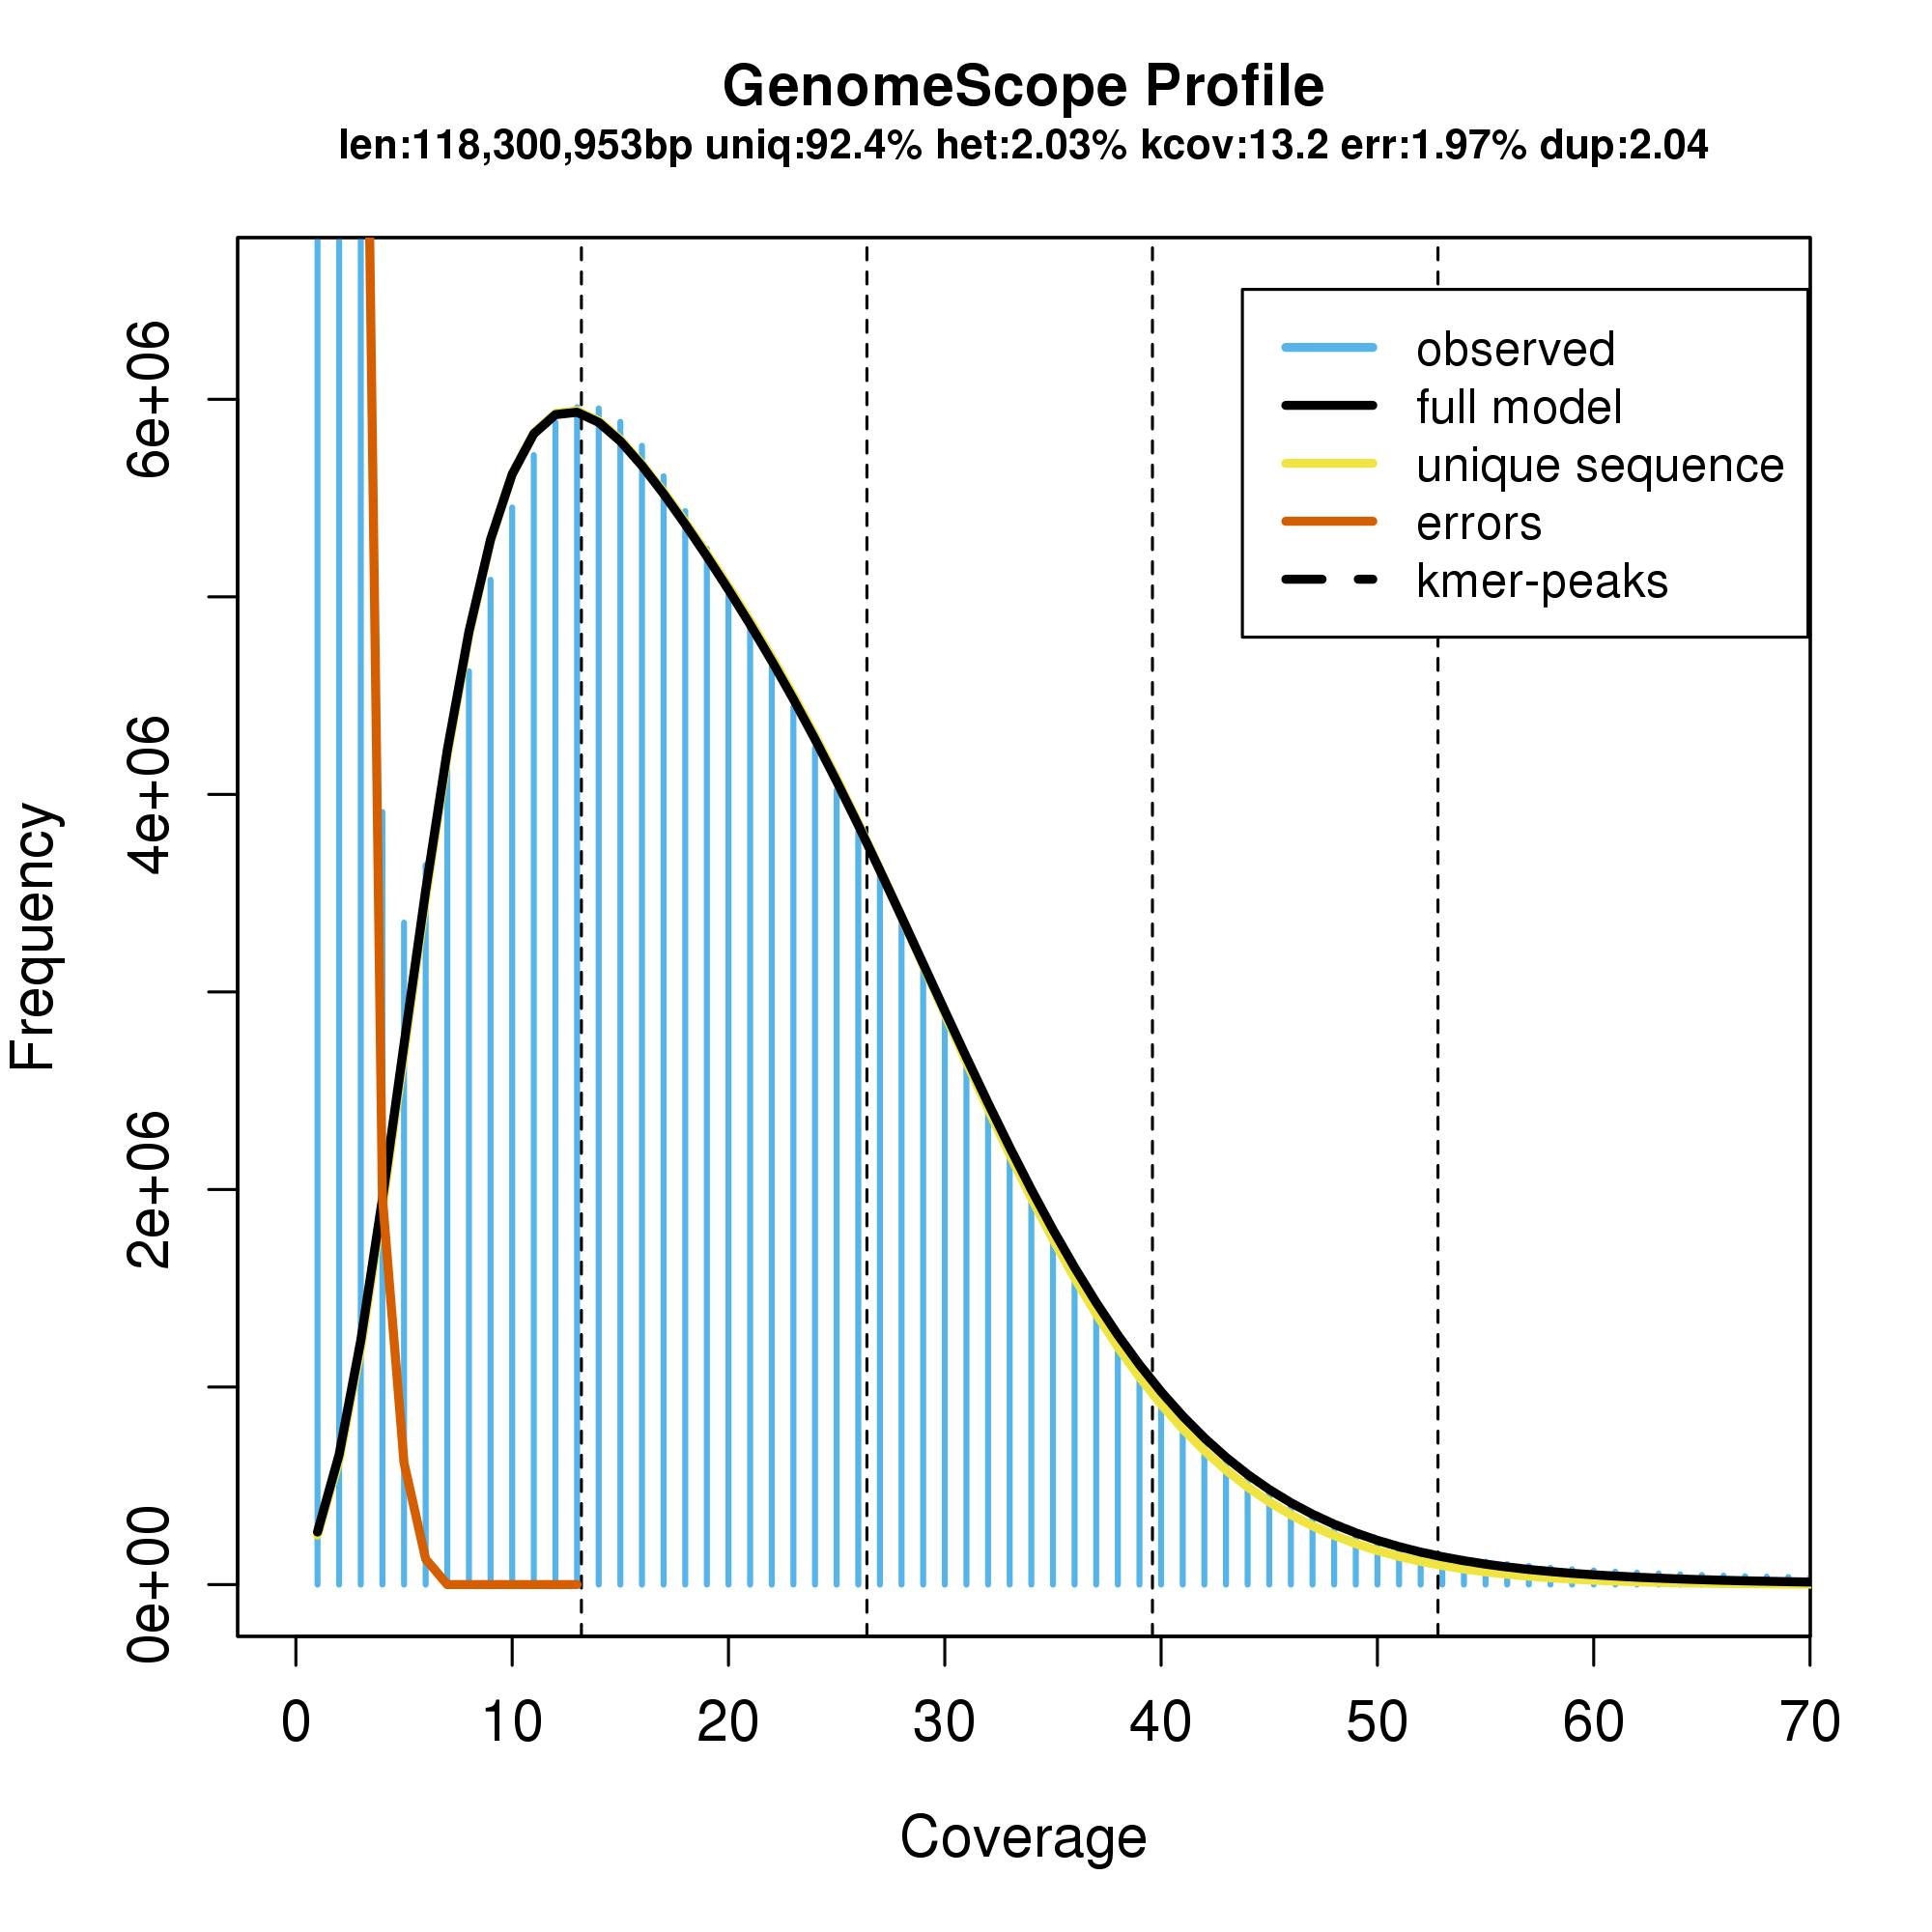 GenomeScope Profile
len:118,300,953bp uniq:92.4% het:2.03% kcov:13.2 err:1.97% dup:2.04
observed
full model
unique sequence
errors
kmer-peaks
Frequency
6e+06
4e+06
2e+06
0e+00
0 10 20 30 40 50 60 70
Coverage